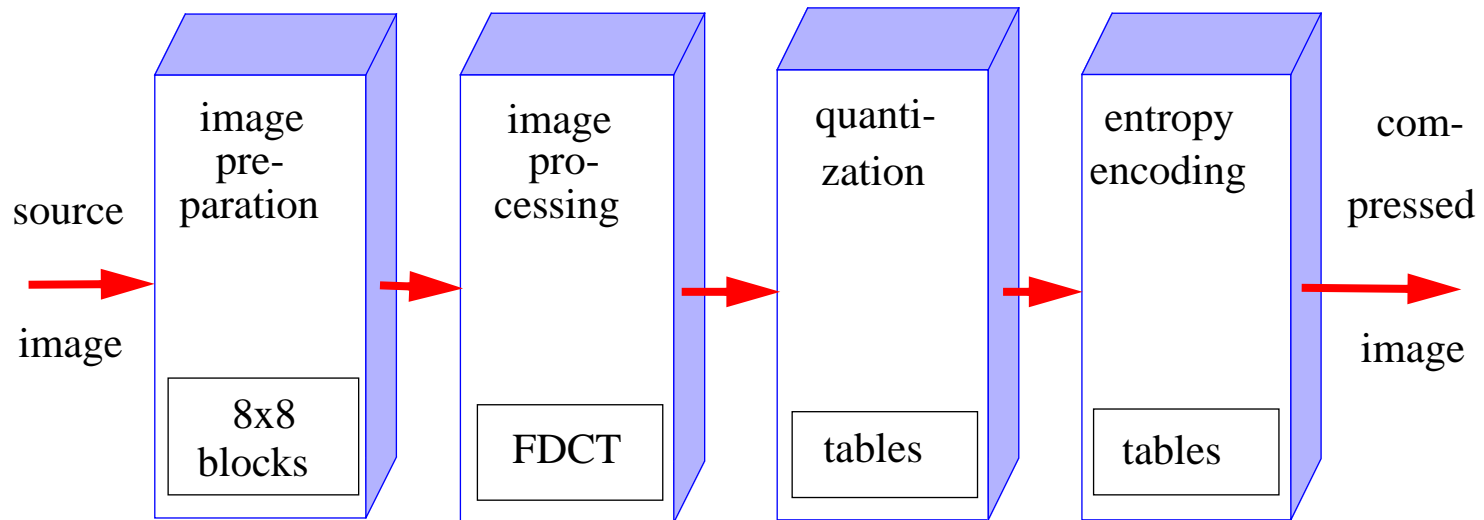 source
image
image
pre-
paration
8x8
blocks
image
pro-
cessing
FDCT
quanti-
zation
tables
entropy
encoding
tables
com-
pressed
image